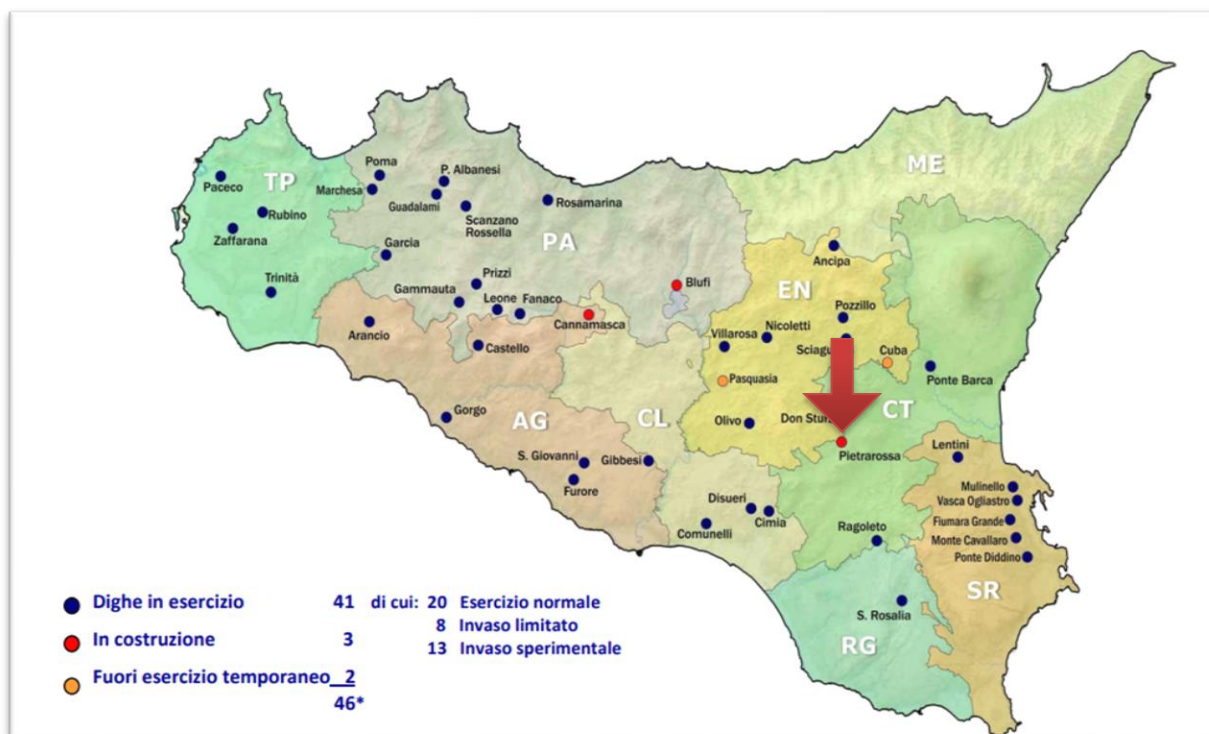 ME
Poma
P. Albanesi
Paceco
TP
Marchesa
Guadalami
Rosamarina
Rubino
Scanzano
Rossella
Zaffarana
PA
Garcia
Ancipa
Prizzi
Blufi
EN
Trinità
Gammauta
Leone
Fanaco
Pozzillo
Cannamasca
Arancio
Villarosa
Nicoletti
Castello
Cuba
Ponte Barca
Pasquasia
Gorgo
AG
CL
Olivo
Don
CT
Pietrarossa
Lentini
S. Giovanni
Gibbesi
Furore
Mulinello
Disueri
Vasca Ogliastro
Cimia
Comunelli
Ragoleto
Fiumara Grande
Monte Cavallaro
Ponte Diddino
SR
S. Rosalia
RG
Dighe in esercizio 41 di cui: 20 Esercizio normale
8 Invaso limitato
In costruzione 3
13 Invaso sperimentale
Fuori esercizio temporaneo 2
46*